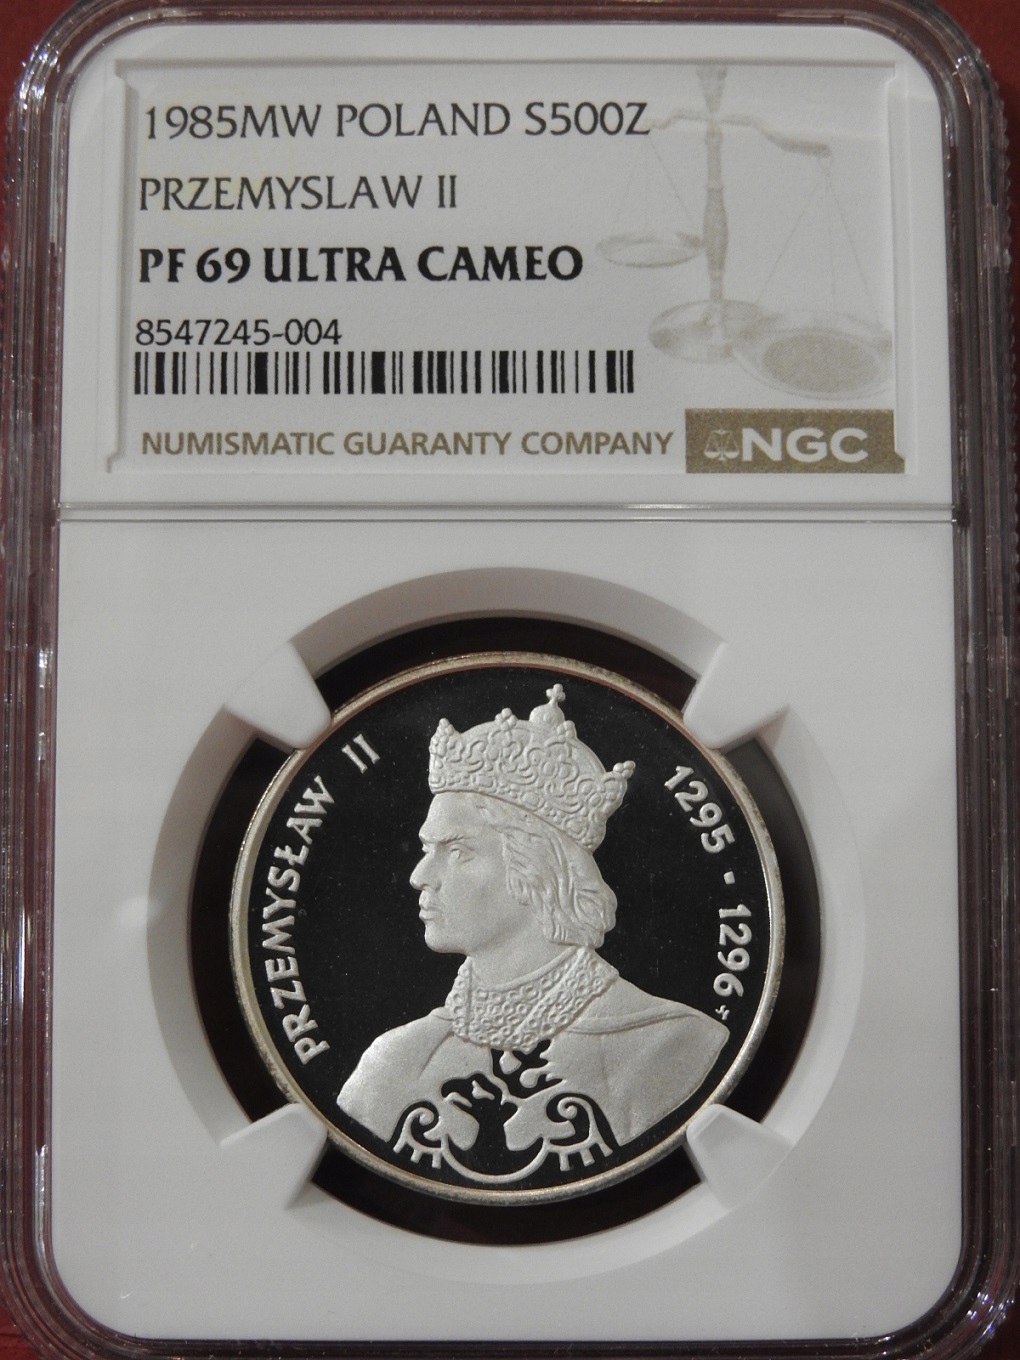 1985MW POLAND S500Z
PRZEMYSLAW II
PF 69 ULTRA CAMEO
8547245-004
NUMISMATIC GUARANTY COMPANY
NGC
PRZEMYSŁAW II
1295 - 1296